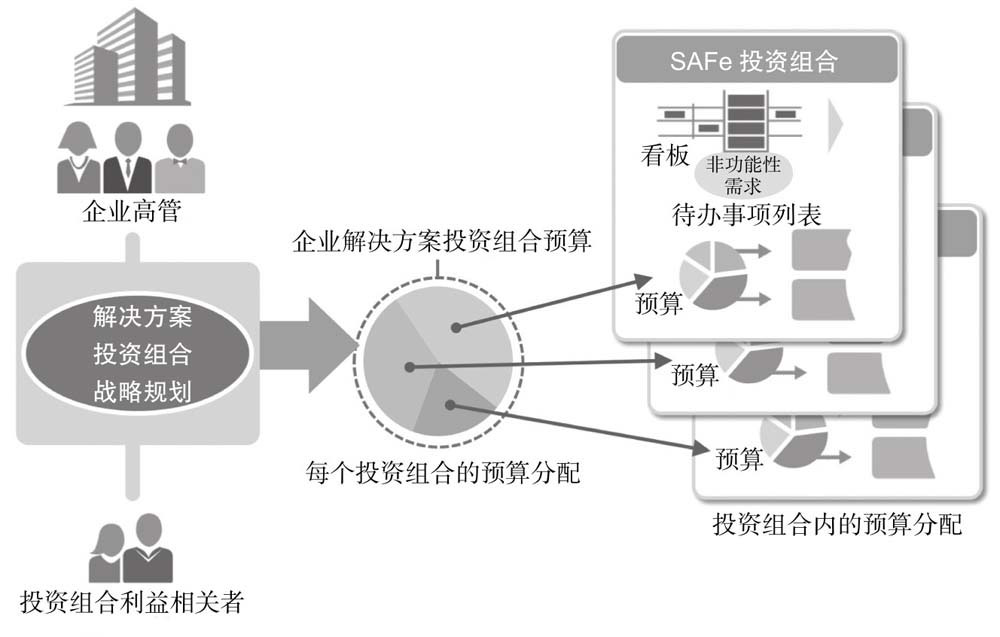 企业高管
解决方案
投资组合
战略规划
投资组合利益相关者
企业解决方案投资组合预算
每个投资组合的预算分配
SAFe 投资组合
看板
非功能性
需求
待办事项列表
预算
预算
预算
投资组合内的预算分配